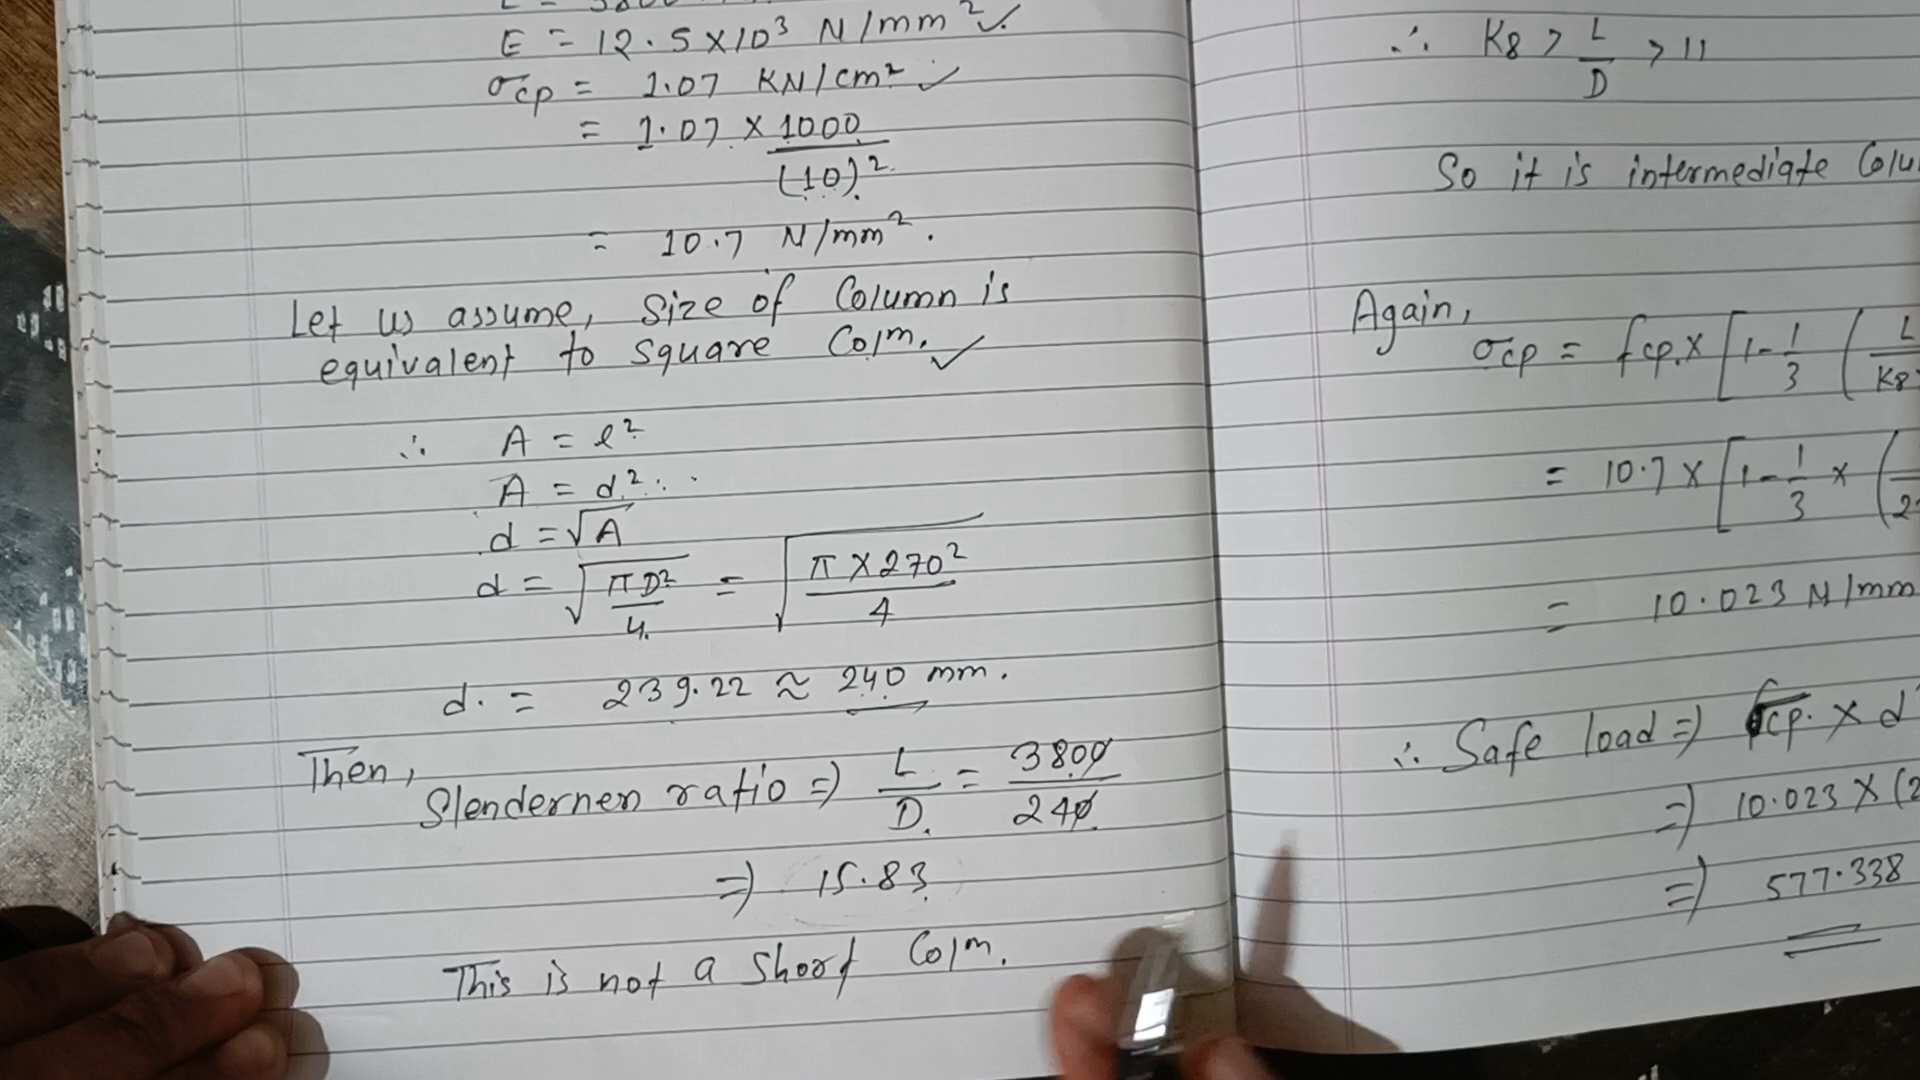 E = 12.5×10³ N/mm² ✓
σcp = 1.07 KN/cm² ✓
= 1.07 × 1000 / (10)²
= 10.7 N/mm².
Let us assume, Size of Column is
equivalent to square Colm. ✓
∴ A = l²
A = d²
d = √A
d = √(πD²/4) = √(π×270²/4)
d. = 239.22 ≈ 240 mm.
Then,
Slendernen ratio ⇒ L/D. = 3800/240
⇒ 15.83
This is not a short Colm.
∴ K8 > L/D > 11
So it is intermediate Colu
Again,
σcp = fcp.× [1-1/3 (L/K8
= 10.7 × [1-1/3 × (
= 10.023 N/mm
∴ Safe load ⇒ cp. × d
⇒ 10.023 × (2
⇒ 577.338